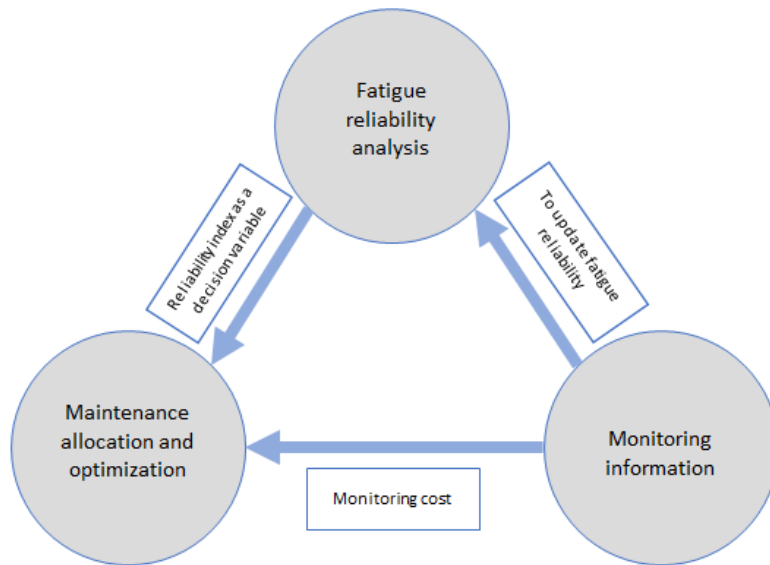 Fatigue
reliability
analysis
Reliability index as a
decision variable
To update fatigue
reliability
Maintenance
allocation and
optimization
Monitoring
information
Monitoring cost